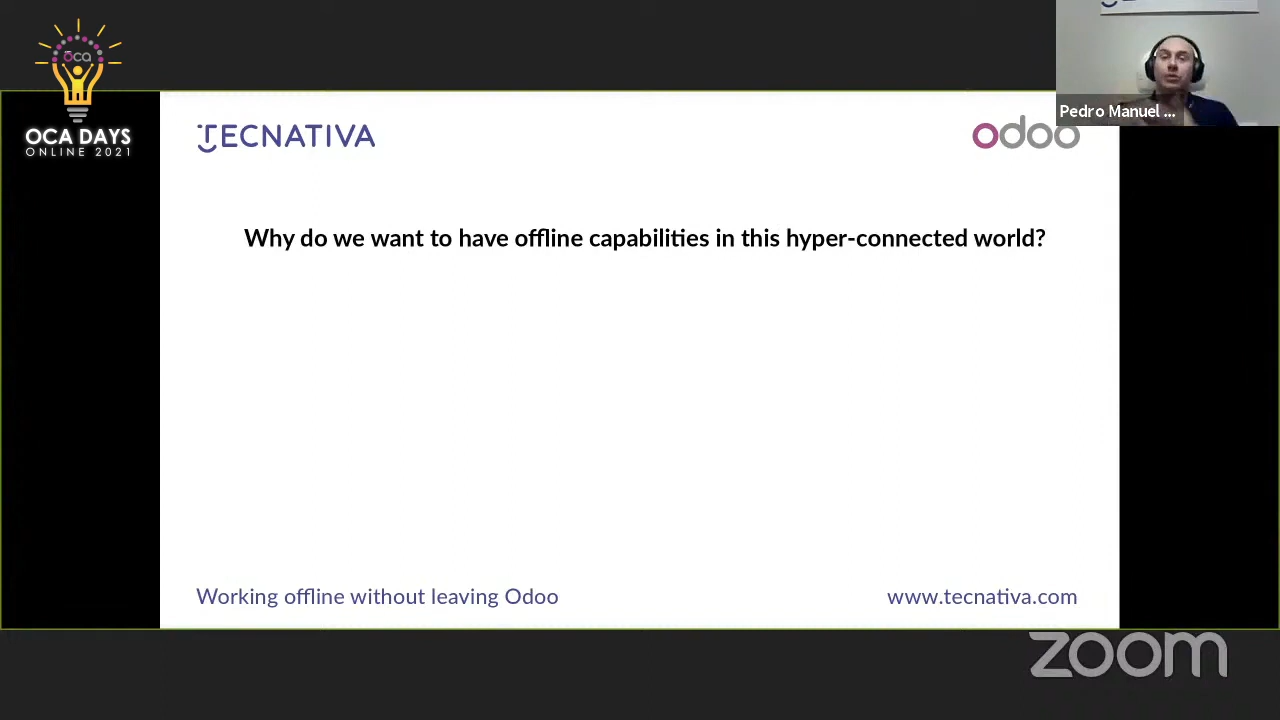 ōca
OCA DAYS
ONLINE 2021
TECNATIVA
odoo
Pedro Manuel ...
Why do we want to have offline capabilities in this hyper-connected world?
Working offline without leaving Odoo
www.tecnativa.com
zoom